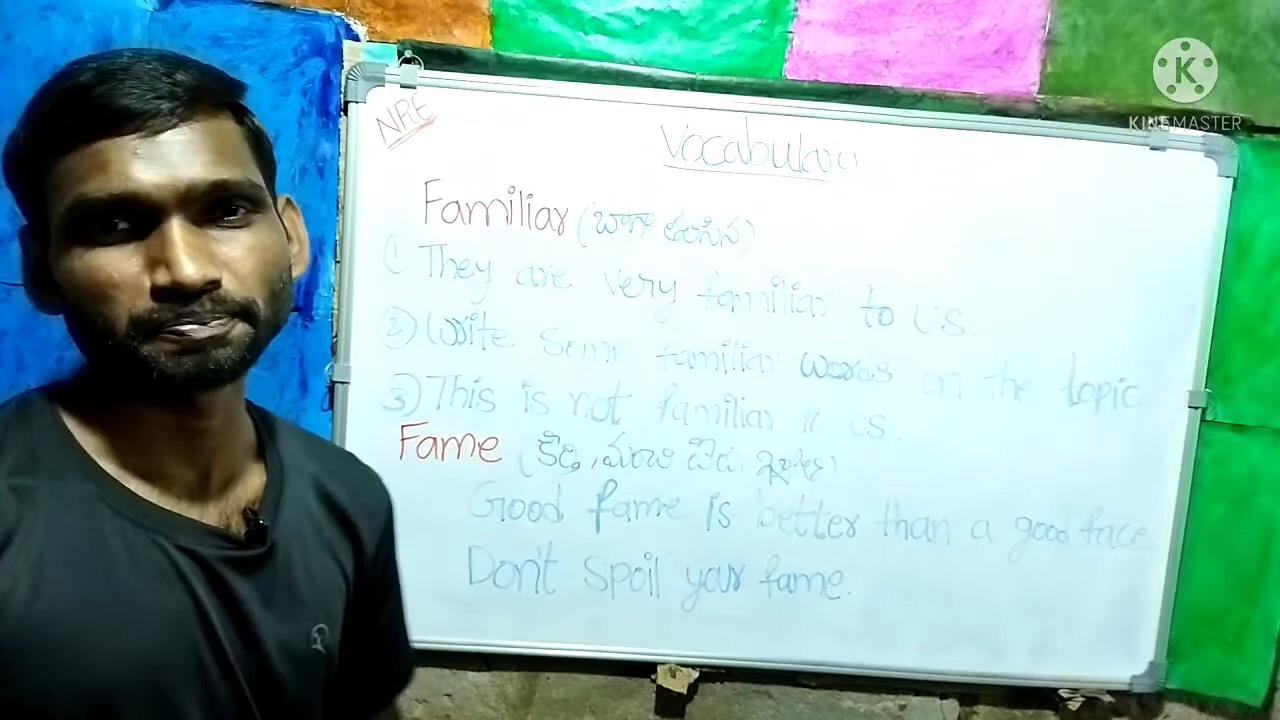 NRE
KINEMASTER
Vocabulary
Familiar (బాగా తెలిసిన)
① They are very familiar to us.
② Write some familiar words on the topic
③ This is not familiar to us.
Fame (కీర్తి, మంచి పేరు,
Good fame is better than a good face
Don't spoil your fame.